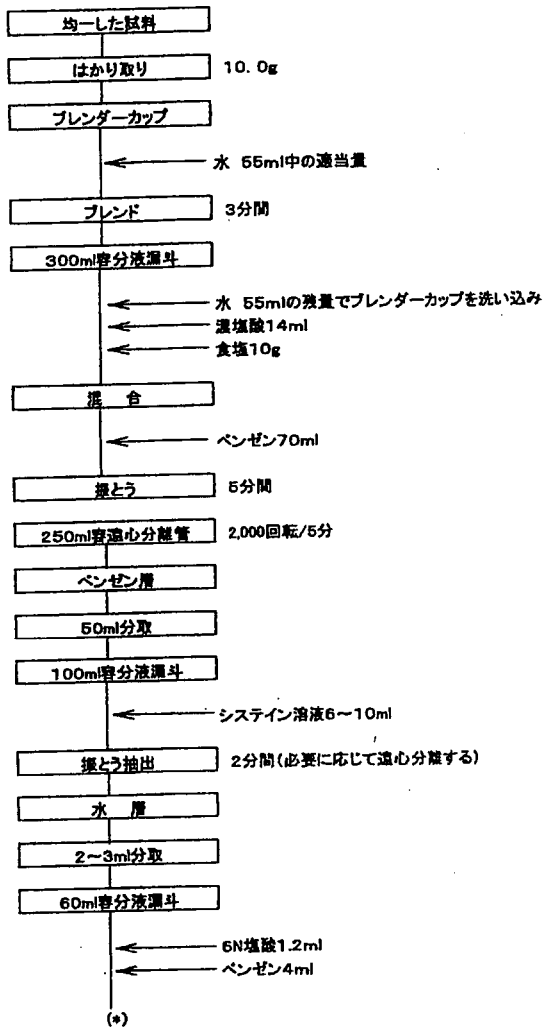 均一した試料
はかり取り 10.0g
ブレンダーカップ
水 55ml中の適当量
ブレンド 3分間
300ml容分液漏斗
水 55mlの残量でブレンダーカップを洗い込み
濃塩酸14ml
食塩10g
混 合
ベンゼン70ml
振とう 5分間
250ml容遠心分離管 2,000回転/5分
ベンゼン層
50ml分取
100ml容分液漏斗
システイン溶液6~10ml
振とう抽出 2分間(必要に応じて遠心分離する)
水 層
2~3ml分取
60ml容分液漏斗
6N塩酸1.2ml
ベンゼン4ml
(*)